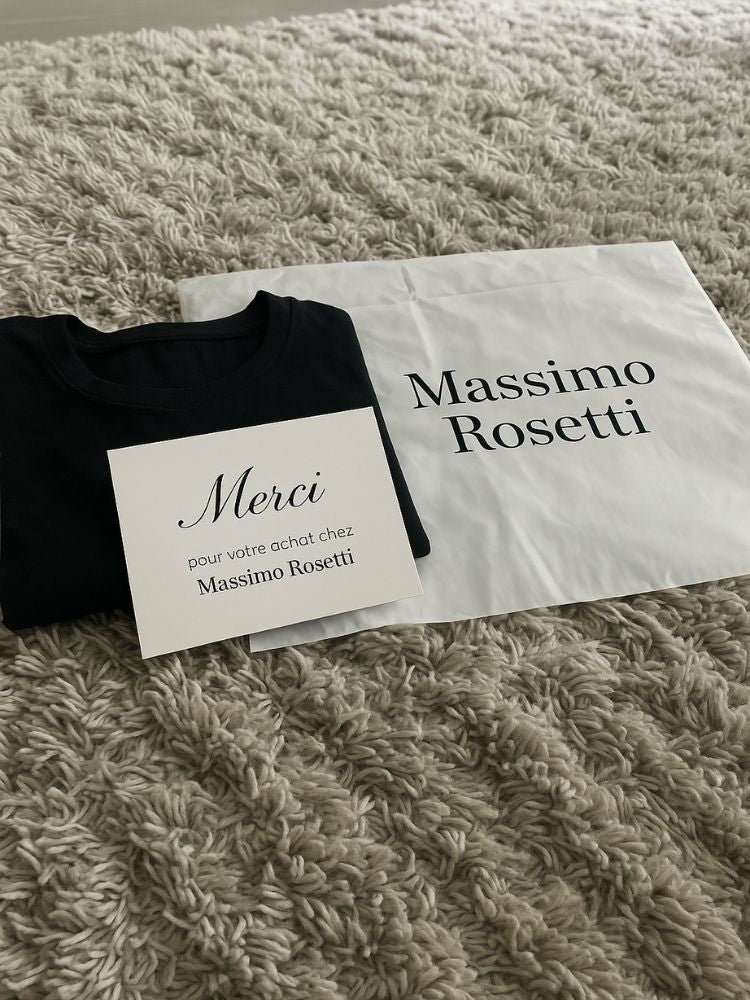 Massimo
Rosetti
Merci
pour votre achat chez
Massimo Rosetti